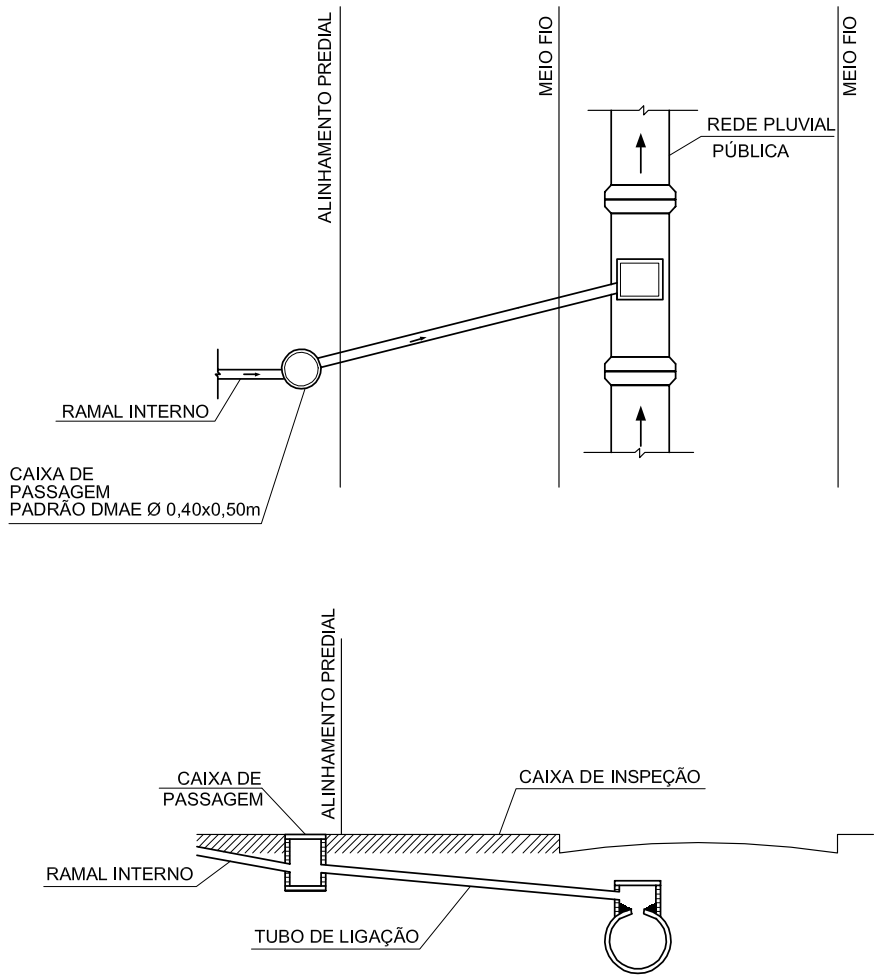 ALINHAMENTO PREDIAL
MEIO FIO
MEIO FIO
REDE PLUVIAL
PÚBLICA
RAMAL INTERNO
CAIXA DE
PASSAGEM
PADRÃO DMAE Ø 0,40x0,50m
ALINHAMENTO PREDIAL
CAIXA DE
PASSAGEM
CAIXA DE INSPEÇÃO
RAMAL INTERNO
TUBO DE LIGAÇÃO